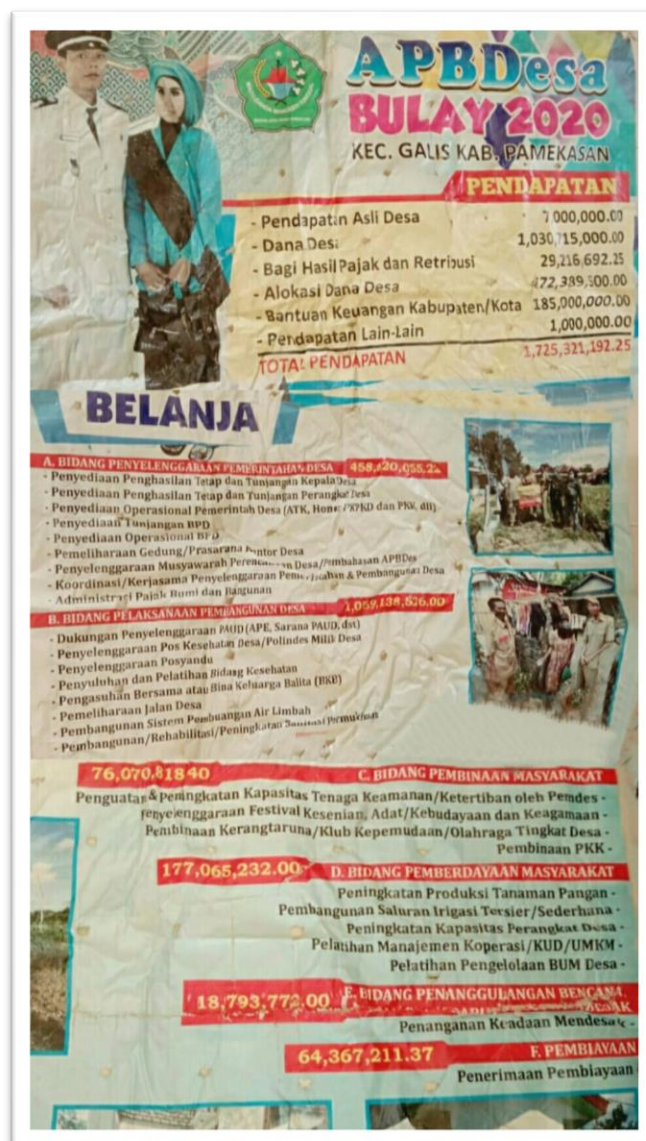 APBDesa
BULAY 2020
KEC. GALIS KAB. PAMEKASAN
PENDAPATAN
- Pendapatin Asli Desa 7000,000.00
- Dana Desa 1,030,715,000.00
- Bagi Hasil Pajak dan Retribusi 29,216,692.25
- Alokasi Dana Desa 472,389,500.00
- Bantuan Keuangan Kabupaten/Kota 185,000,000.00
- Pendapatan Lain-Lain 1,000,000.00
TOTAL PENDAPATAN 1,725,321,192.25
BELANJA
A. BIDANG PENYELENGGARAAN PEMERINTAHAN DESA
- Penyediaan Penghasilan Tetap dan Tunjangan Kepala Desa
- Penyediaan Penghasilan Tetap dan Tunjangan Perangkat Desa
- Penyediaan Operasional Pemerintah Desa (ATK, Honor PKPKD dan PKK, dll)
- Penyediaan Tunjangan BPD
- Penyediaan Operasional BPD
- Pemeliharaan Gedung/Prasarana Kantor Desa
- Penyelenggaraan Musyawarah Desa/Pembahasan APBDes
- Koordinasi/Kerjasama Penyelenggaraan Pemerintahan & Pembangunan Desa
- Administrasi Pajak Bumi dan Bangunan
B. BIDANG PELAKSANAAN PEMBANGUNAN DESA
- Dukungan Penyelenggaraan PAUD (APE, Sarana PAUD, dst)
- Penyelenggaraan Pos Kesehatan Desa/Polindes Milik Desa
- Penyelenggaraan Posyandu
- Penyuluhan dan Pelatihan Bidang Kesehatan
- Pengasuhan Bersama atau Bina Keluarga Balita (BKB)
- Pemeliharaan Jalan Desa
- Pembangunan Sistem Pembuangan Air Limbah
- Pembangunan/Rehabilitasi/Peningkatan Sanitasi Permukiman
76,070,81840 C. BIDANG PEMBINAAN MASYARAKAT
Penguatan & Peningkatan Kapasitas Tenaga Keamanan/Ketertiban oleh Pemdes -
Penyelenggaraan Festival Kesenian, Adat/Kebudayaan dan Keagamaan -
Pembinaan Kerangtaruna/Klub Kepemudaan/Olahraga Tingkat Desa -
Pembinaan PKK -
177,065,232.00 D. BIDANG PEMBERDAYAAN MASYARAKAT
Peningkatan Produksi Tanaman Pangan -
Pembangunan Saluran Irigasi Tersier/Sederhana -
Peningkatan Kapasitas Perangkat Desa -
Pelatihan Manajemen Koperasi/KUD/UMKM -
Pelatihan Pengelolaan BUM Desa -
18,793,772.00 E. BIDANG PENANGGULANGAN BENCANA,
Penanganan Keadaan Mendesak -
64,367,211.37 F. PEMBIAYAAN
Penerimaan Pembiayaan -